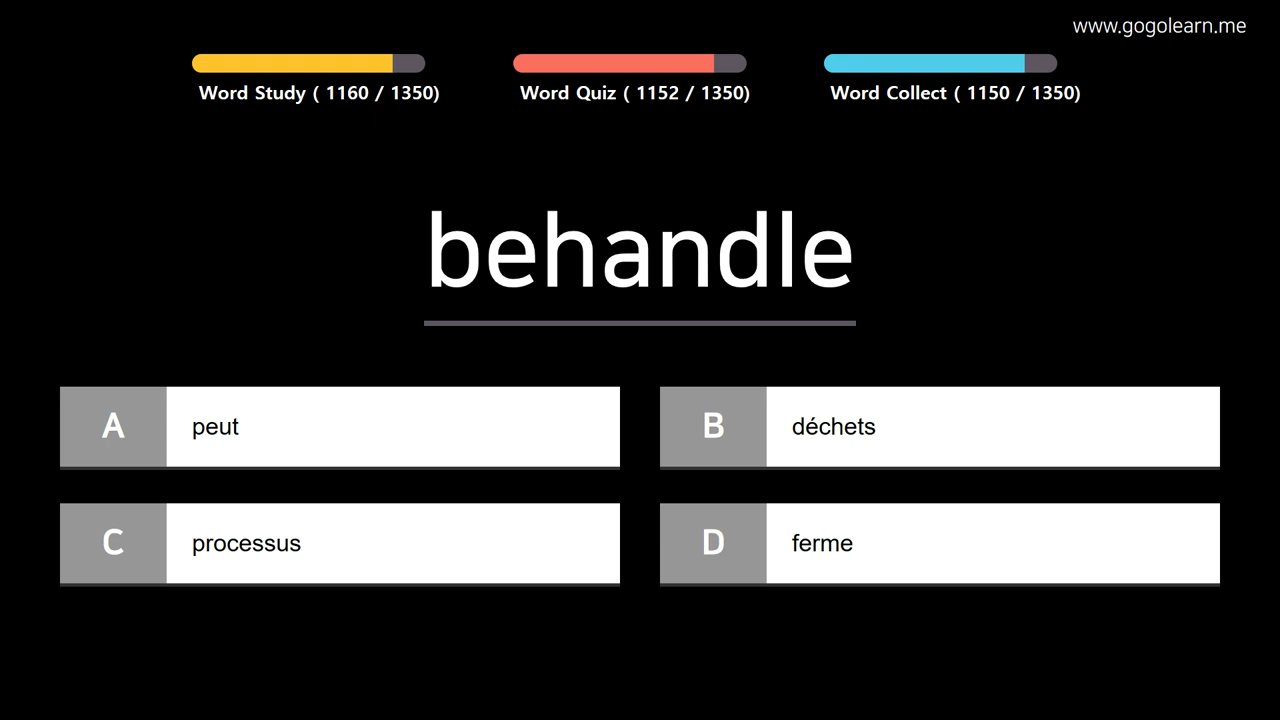 www.gogolearn.me
Word Study ( 1160 / 1350)
Word Quiz ( 1152 / 1350)
Word Collect ( 1150 / 1350)
behandle
A peut
B déchets
C processus
D ferme